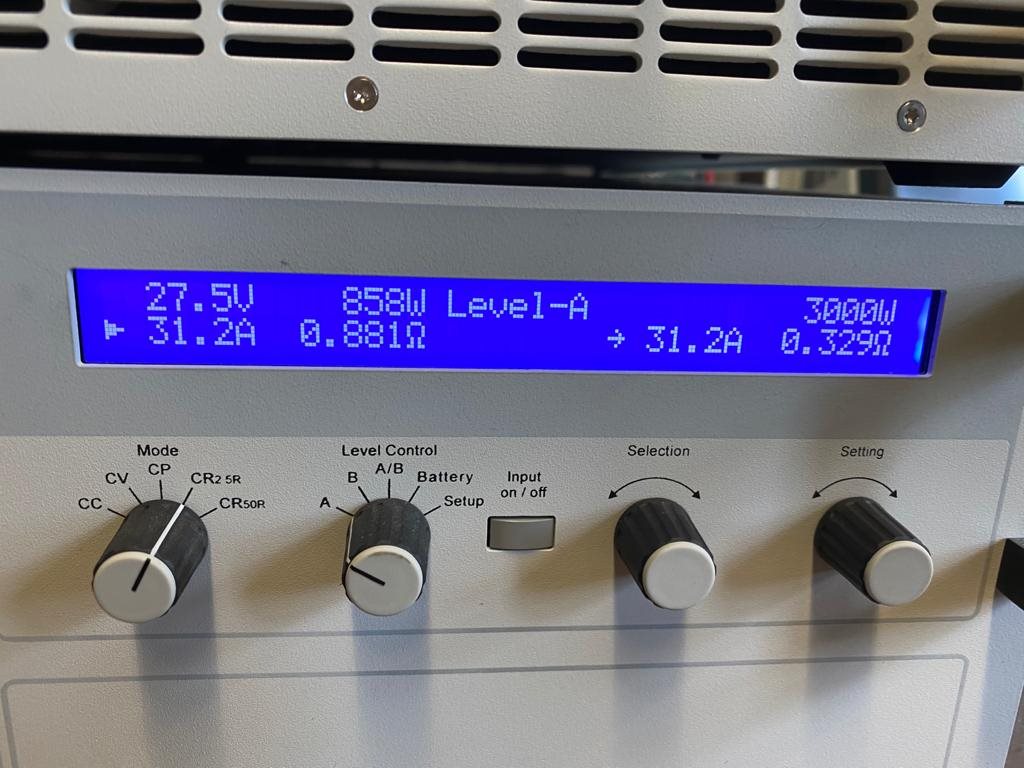 27.5V 858W Level-A 3000W
31.2A 0.881Ω → 31.2A 0.329Ω
Mode
CC CV CP CR2 5R CR50R
Level Control
A B A/B Battery Setup
Input
on / off
Selection
Setting